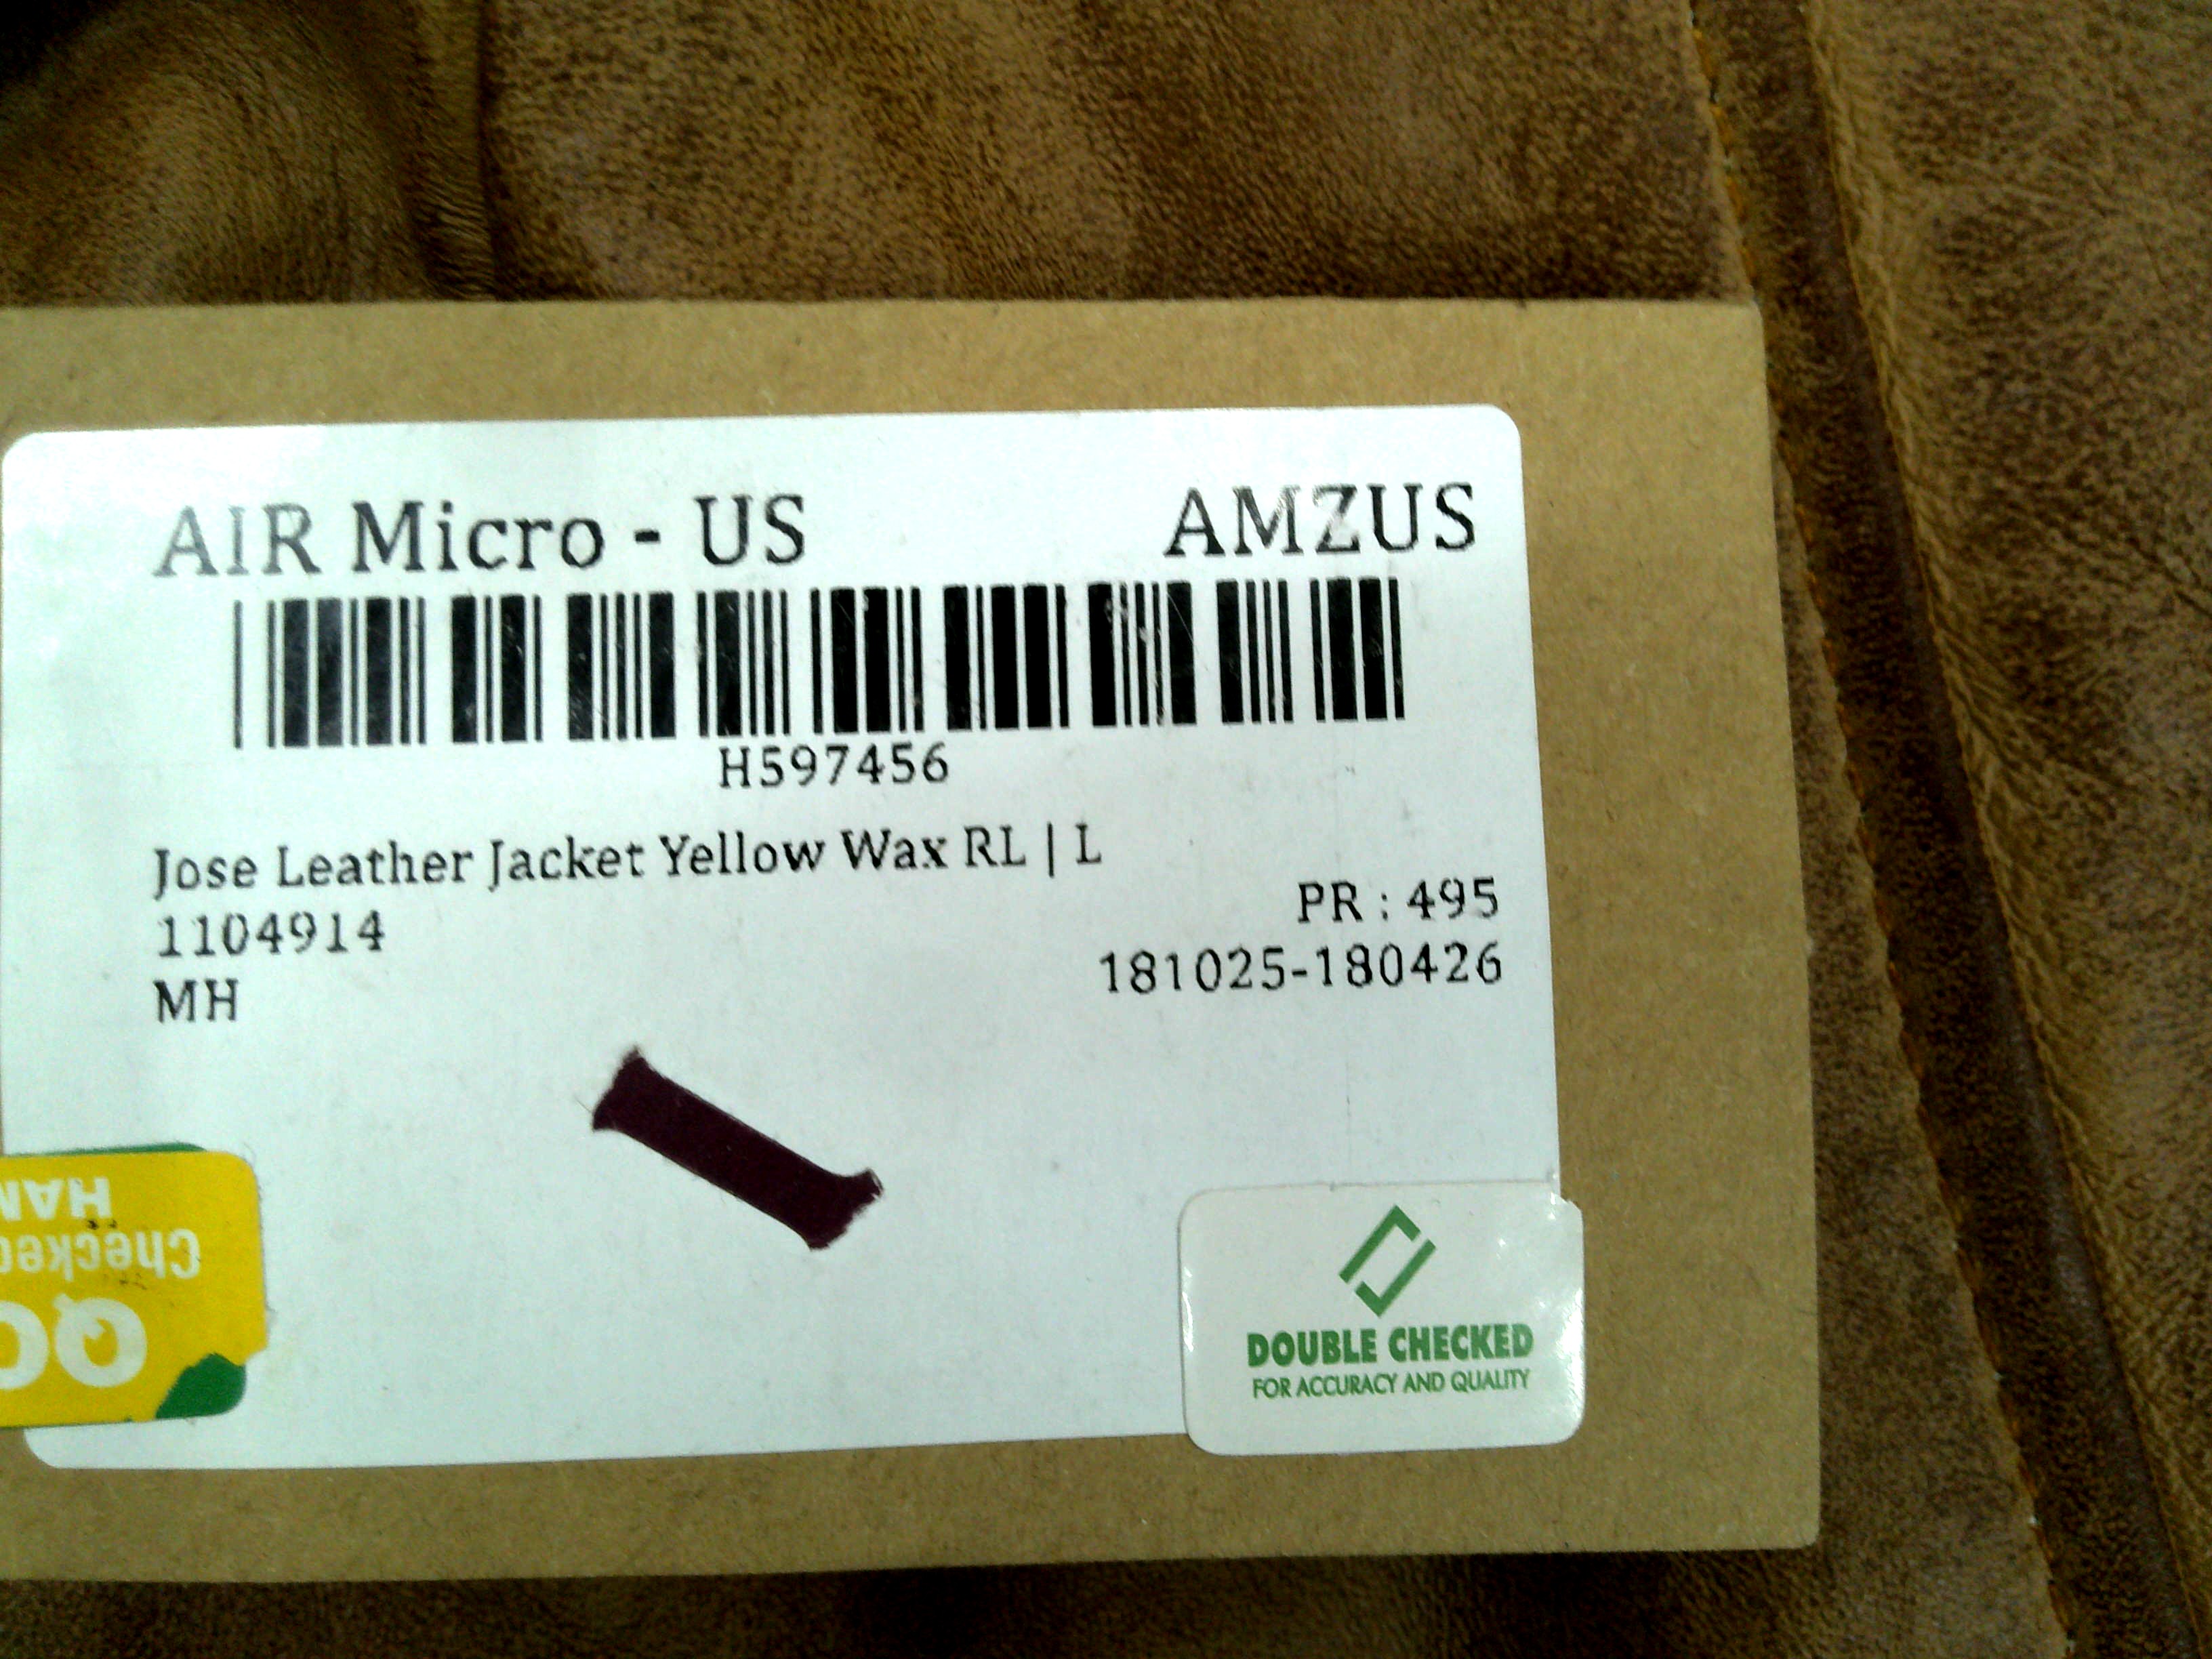 AIR Micro - US AMZUS
H597456
Jose Leather Jacket Yellow Wax RL | L
PR : 495
1104914
181025-180426
MH
Checked
DOUBLE CHECKED
FOR ACCURACY AND QUALITY